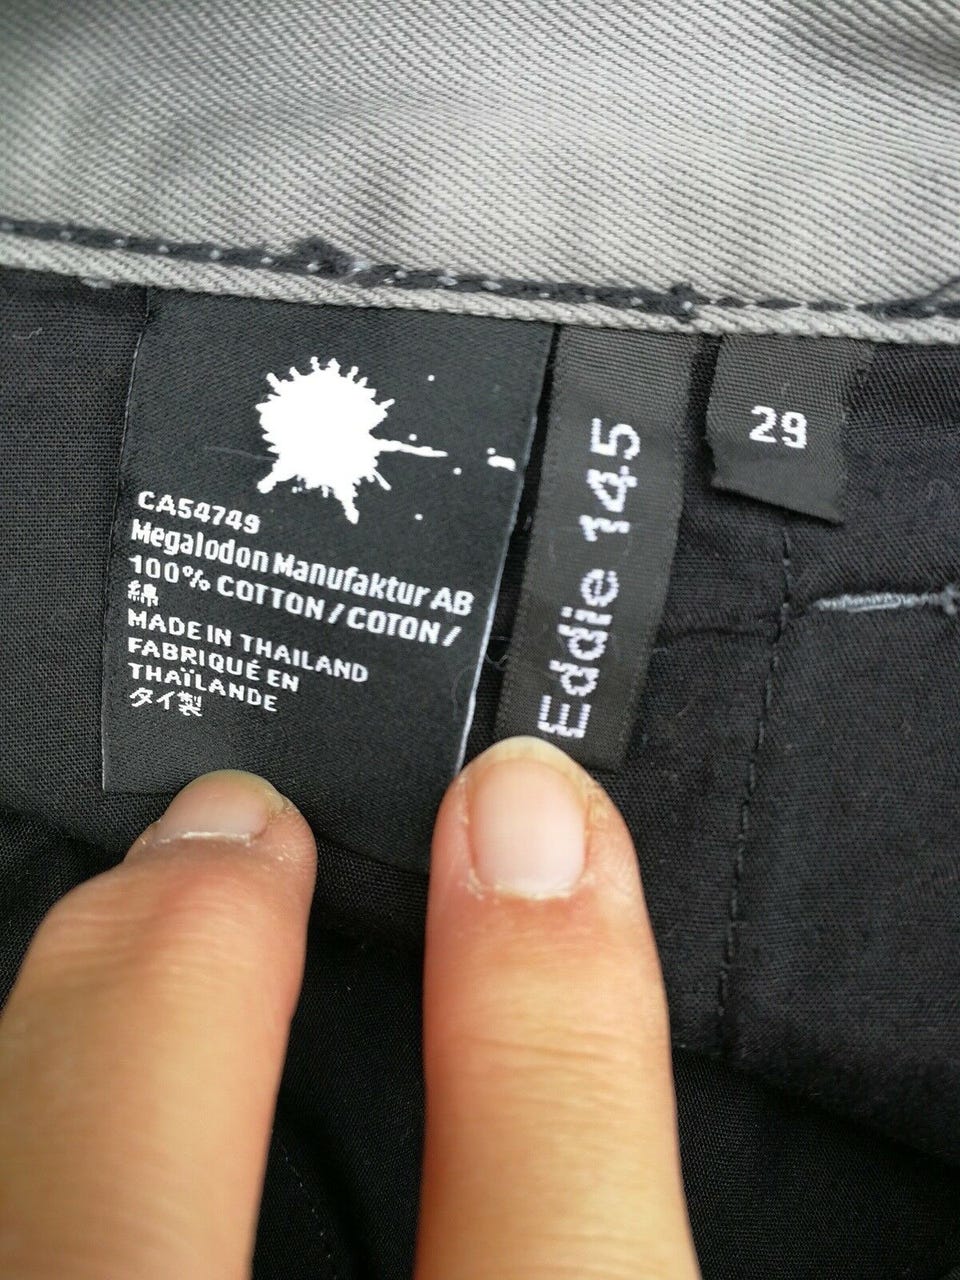 CA54749
Megalodon Manufaktur AB
100% COTTON / COTON /
綿
MADE IN THAILAND
FABRIQUÉ EN
THAÏLANDE
タイ製
Eddie 145
29